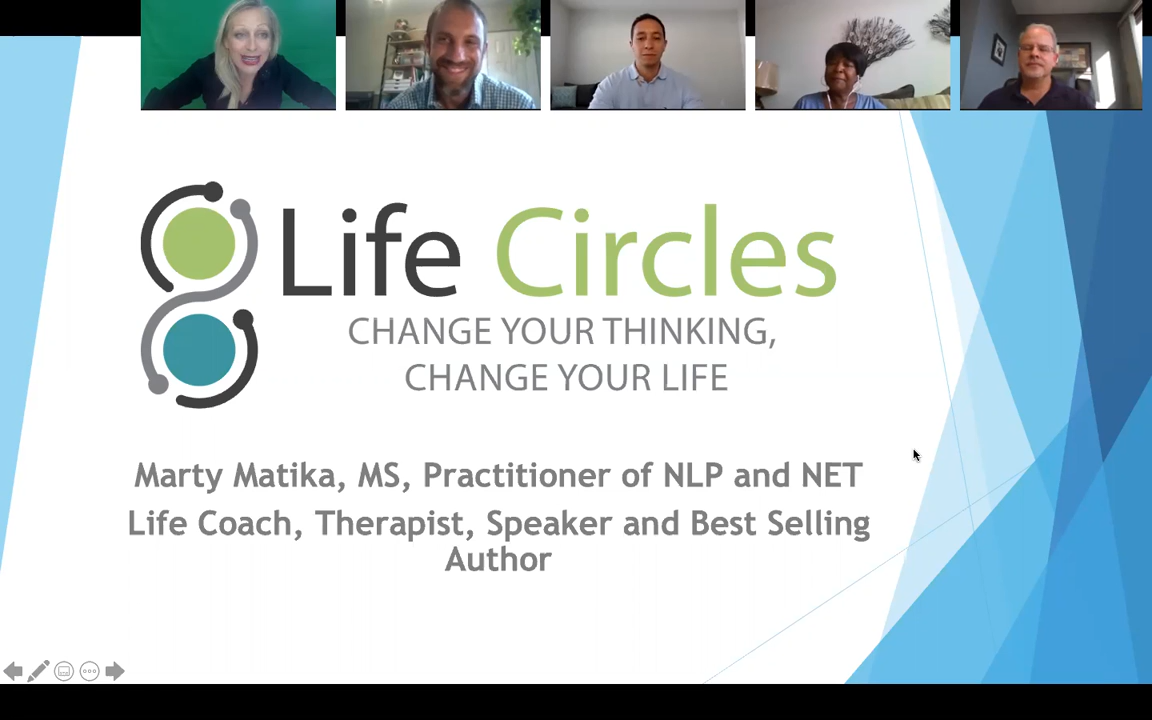 Life Circles
CHANGE YOUR THINKING,
CHANGE YOUR LIFE
Marty Matika, MS, Practitioner of NLP and NET
Life Coach, Therapist, Speaker and Best Selling
Author